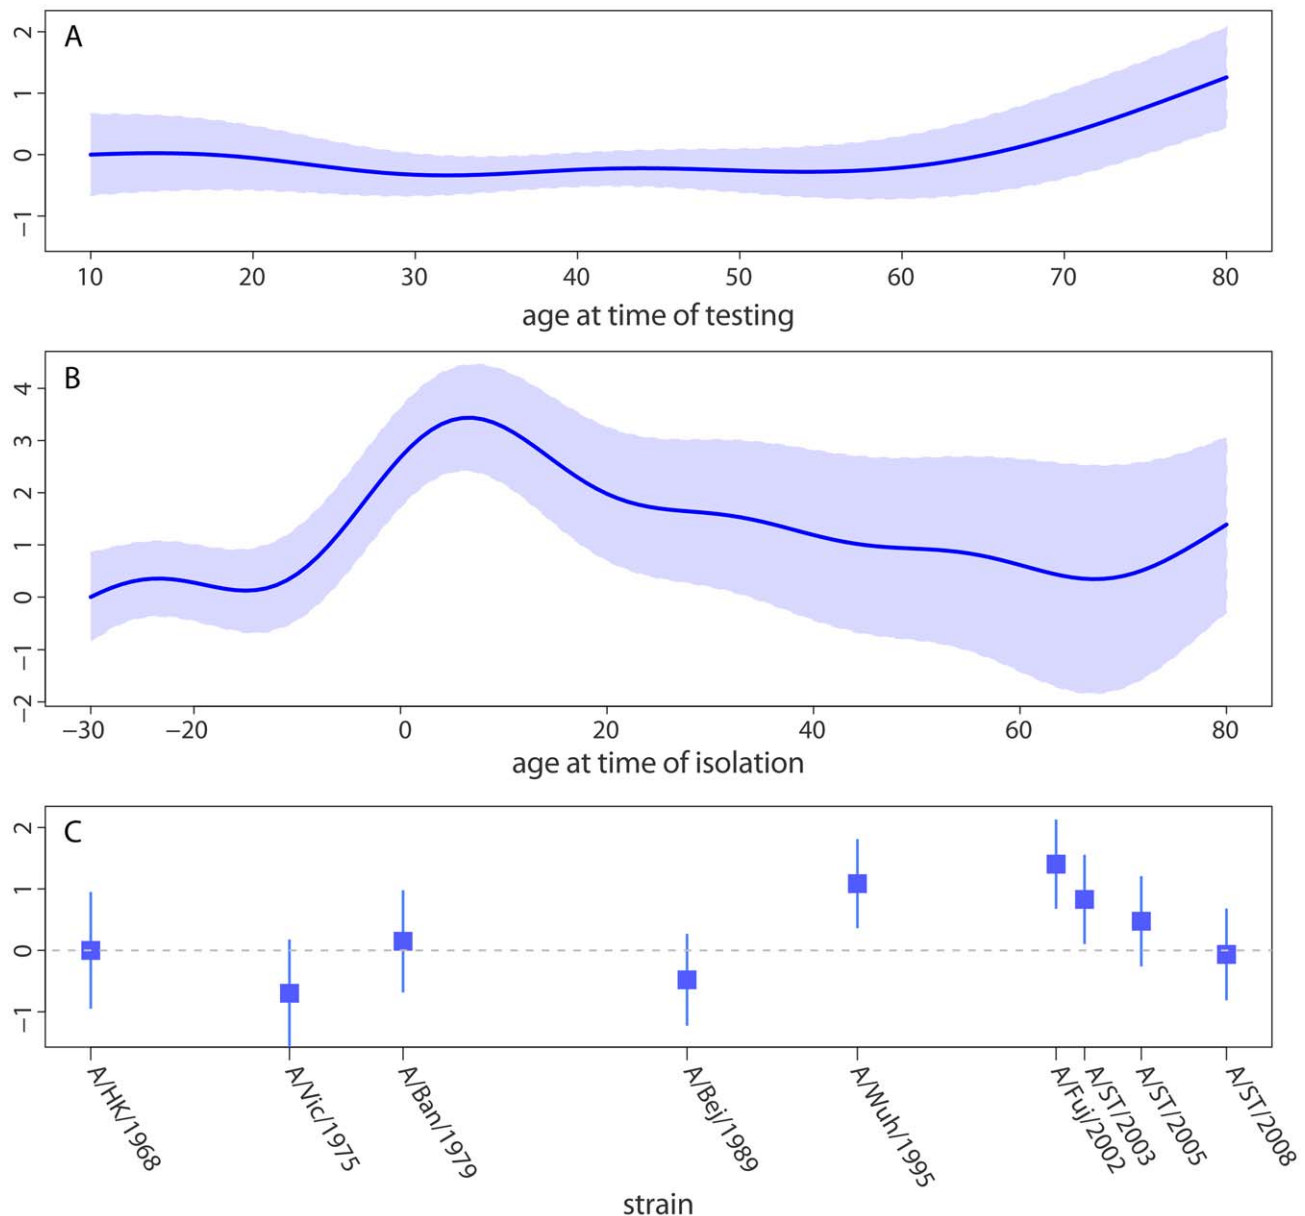 A
2
1
0
−1
10 20 30 40 50 60 70 80
age at time of testing
B
4
3
2
1
0
−1
−2
−30 −20 0 20 40 60 80
age at time of isolation
C
2
1
0
−1
A/HK/1968
A/Vic/1975
A/Ban/1979
A/Bej/1989
A/Wuh/1995
A/Fuj/2002
A/ST/2003
A/ST/2005
A/ST/2008
strain